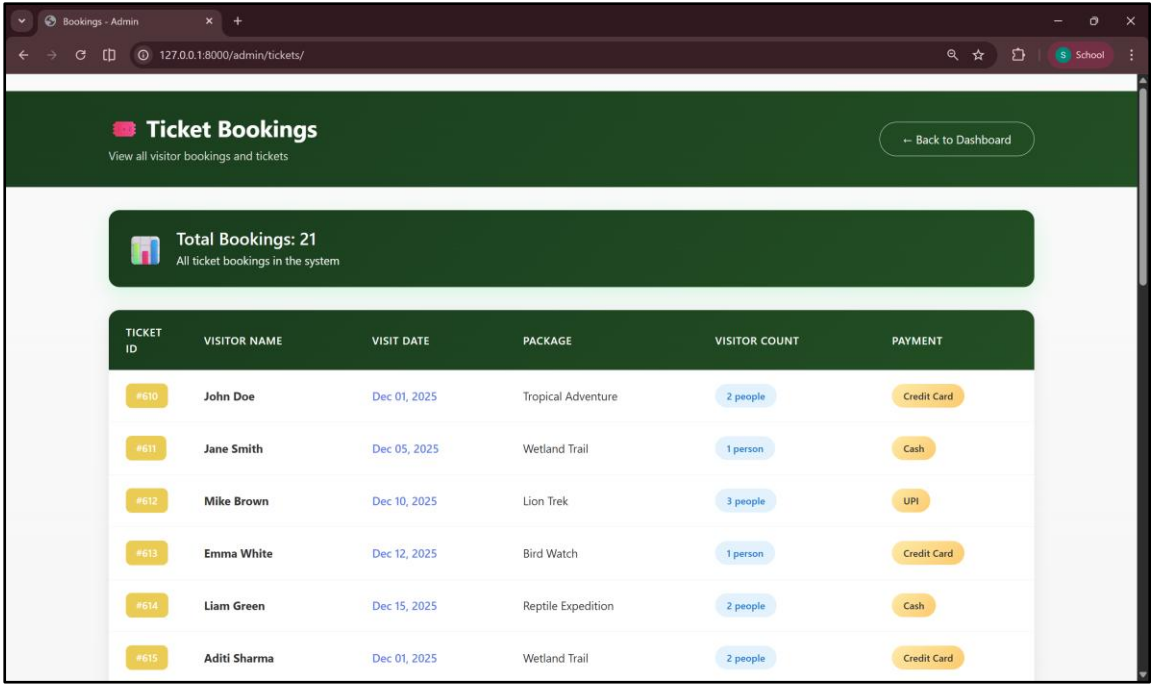 Bookings - Admin
127.0.0.1:8000/admin/tickets/
S School
Ticket Bookings
View all visitor bookings and tickets
← Back to Dashboard
Total Bookings: 21
All ticket bookings in the system
TICKET ID VISITOR NAME VISIT DATE PACKAGE VISITOR COUNT PAYMENT
#610 John Doe Dec 01, 2025 Tropical Adventure 2 people Credit Card
#611 Jane Smith Dec 05, 2025 Wetland Trail 1 person Cash
#612 Mike Brown Dec 10, 2025 Lion Trek 3 people UPI
#613 Emma White Dec 12, 2025 Bird Watch 1 person Credit Card
#614 Liam Green Dec 15, 2025 Reptile Expedition 2 people Cash
#615 Aditi Sharma Dec 01, 2025 Wetland Trail 2 people Credit Card